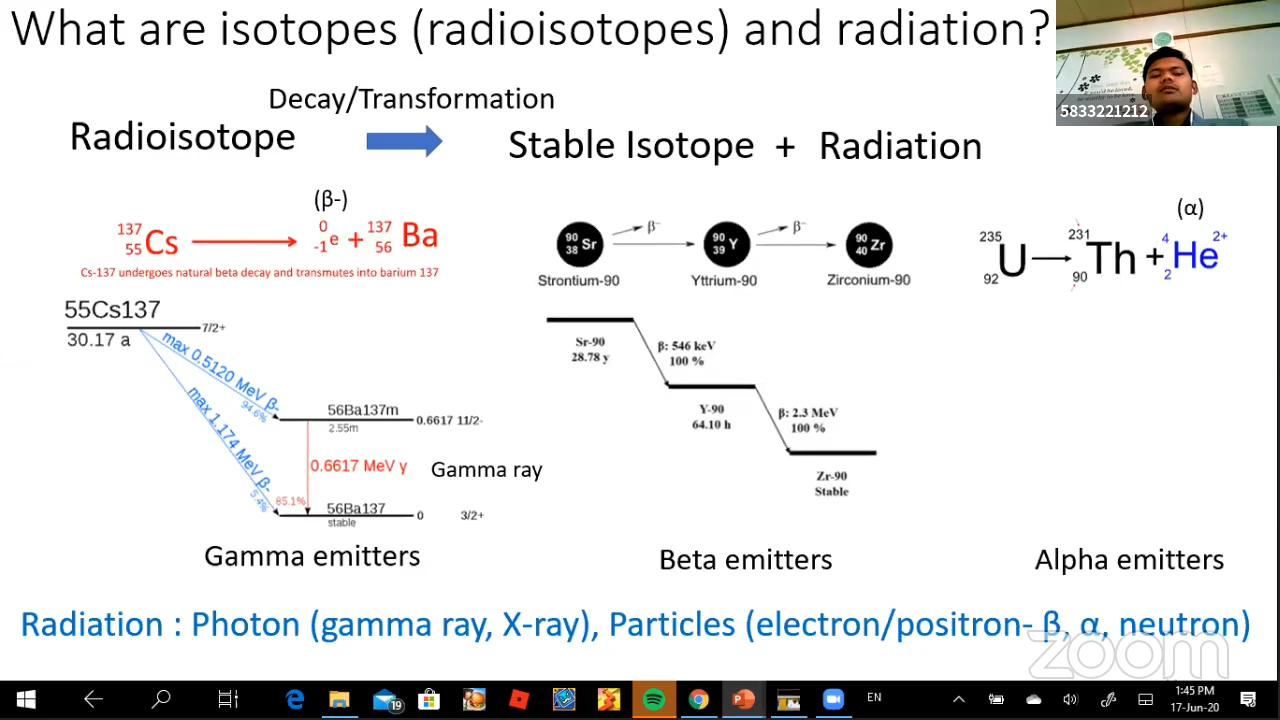 What are isotopes (radioisotopes) and radiation?
5833221212
Decay/Transformation
Radioisotope
Stable Isotope + Radiation
(β-)
137
55
Cs
0
-1
e
+
137
56
Ba
Cs-137 undergoes natural beta decay and transmutes into barium 137
55Cs137
7/2+
30.17 a
max 0.5120 MeV β-
94.6%
max 1.174 MeV β-
5.4%
56Ba137m
0.6617 11/2-
2.55m
0.6617 MeV γ
Gamma ray
85.1%
56Ba137
0 3/2+
stable
Gamma emitters
β- β-
90
38
Sr
90
39
Y
90
40
Zr
Strontium-90 Yttrium-90 Zirconium-90
Sr-90
28.78 y
β: 546 keV
100 %
Y-90
64.10 h
β: 2.3 MeV
100 %
Zr-90
Stable
Beta emitters
(α)
235
92
U
231
90
Th
+
4
2
He
2+
Alpha emitters
Radiation : Photon (gamma ray, X-ray), Particles (electron/positron- β, α, neutron)
zoom
19
EN
1:45 PM
17-Jun-20